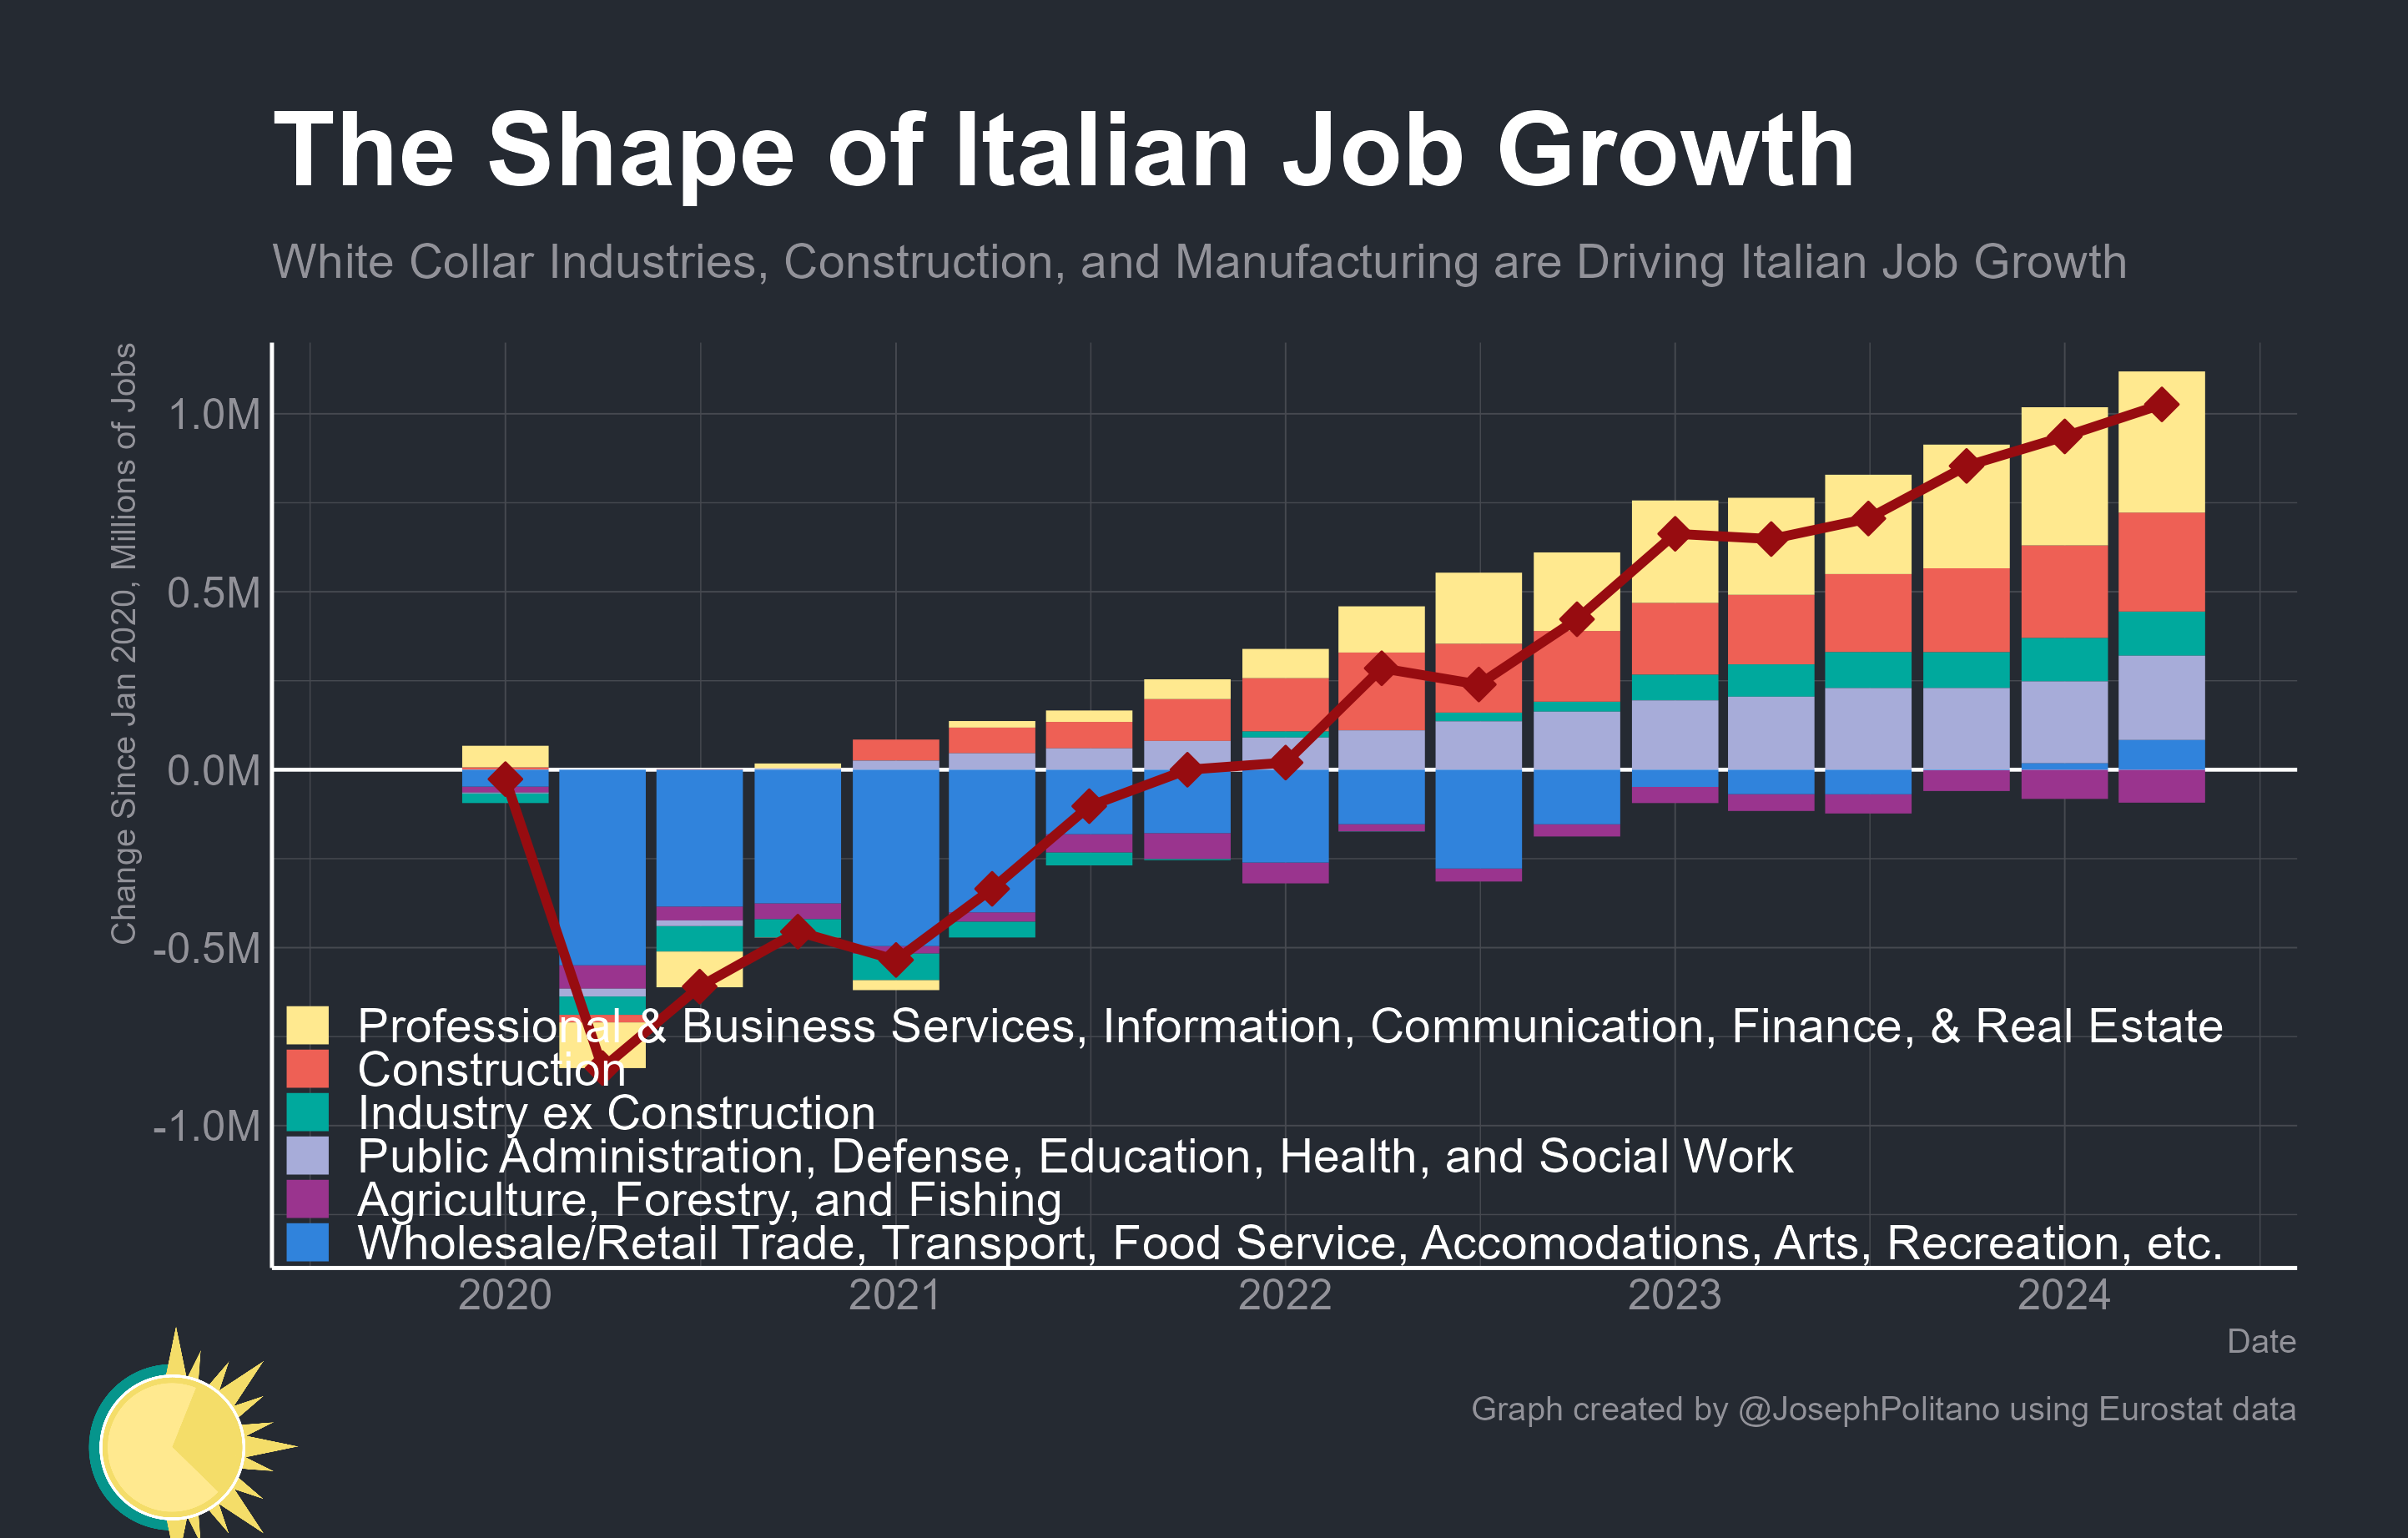 The Shape of Italian Job Growth
White Collar Industries, Construction, and Manufacturing are Driving Italian Job Growth
Change Since Jan 2020, Millions of Jobs
1.0M
0.5M
0.0M
-0.5M
-1.0M
Professional & Business Services, Information, Communication, Finance, & Real Estate
Construction
Industry ex Construction
Public Administration, Defense, Education, Health, and Social Work
Agriculture, Forestry, and Fishing
Wholesale/Retail Trade, Transport, Food Service, Accomodations, Arts, Recreation, etc.
2020 2021 2022 2023 2024
Date
Graph created by @JosephPolitano using Eurostat data